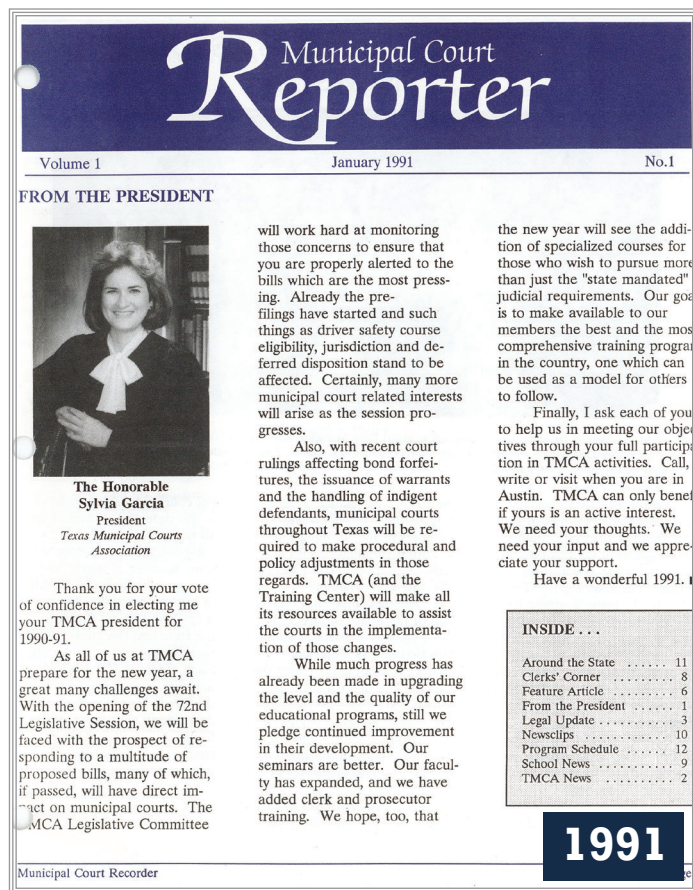 Municipal Court
Reporter
Volume 1 January 1991 No.1
FROM THE PRESIDENT
The Honorable
Sylvia Garcia
President
Texas Municipal Courts
Association
Thank you for your vote
of confidence in electing me
your TMCA president for
1990-91.
As all of us at TMCA
prepare for the new year, a
great many challenges await.
With the opening of the 72nd
Legislative Session, we will be
faced with the prospect of re-
sponding to a multitude of
proposed bills, many of which,
if passed, will have direct im-
pact on municipal courts. The
TMCA Legislative Committee
will work hard at monitoring
those concerns to ensure that
you are properly alerted to the
bills which are the most press-
ing. Already the pre-
filings have started and such
things as driver safety course
eligibility, jurisdiction and de-
ferred disposition stand to be
affected. Certainly, many more
municipal court related interests
will arise as the session pro-
gresses.
Also, with recent court
rulings affecting bond forfei-
tures, the issuance of warrants
and the handling of indigent
defendants, municipal courts
throughout Texas will be re-
quired to make procedural and
policy adjustments in those
regards. TMCA (and the
Training Center) will make all
its resources available to assist
the courts in the implementa-
tion of those changes.
While much progress has
already been made in upgrading
the level and the quality of our
educational programs, still we
pledge continued improvement
in their development. Our
seminars are better. Our facul-
ty has expanded, and we have
added clerk and prosecutor
training. We hope, too, that
the new year will see the addi-
tion of specialized courses for
those who wish to pursue more
than just the "state mandated"
judicial requirements. Our goa
is to make available to our
members the best and the mos
comprehensive training progra
in the country, one which can
be used as a model for others
to follow.
Finally, I ask each of you
to help us in meeting our objec
tives through your full participa
tion in TMCA activities. Call,
write or visit when you are in
Austin. TMCA can only benef
if yours is an active interest.
We need your thoughts. We
need your input and we appre-
ciate your support.
Have a wonderful 1991.
INSIDE . . .
Around the State ...... 11
Clerks' Corner ........ 8
Feature Article ........ 6
From the President .... 1
Legal Update .......... 3
Newsclips ........... 10
Program Schedule ..... 12
School News .......... 9
TMCA News .......... 2
1991
Municipal Court Recorder